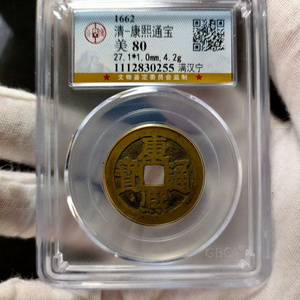 1662
清-康熙通宝
美 80
27.1*1.0mm,4.2g
1112830255 满汉宁
★★文物鉴定委员会监制★★
康熙通寶
GBCA